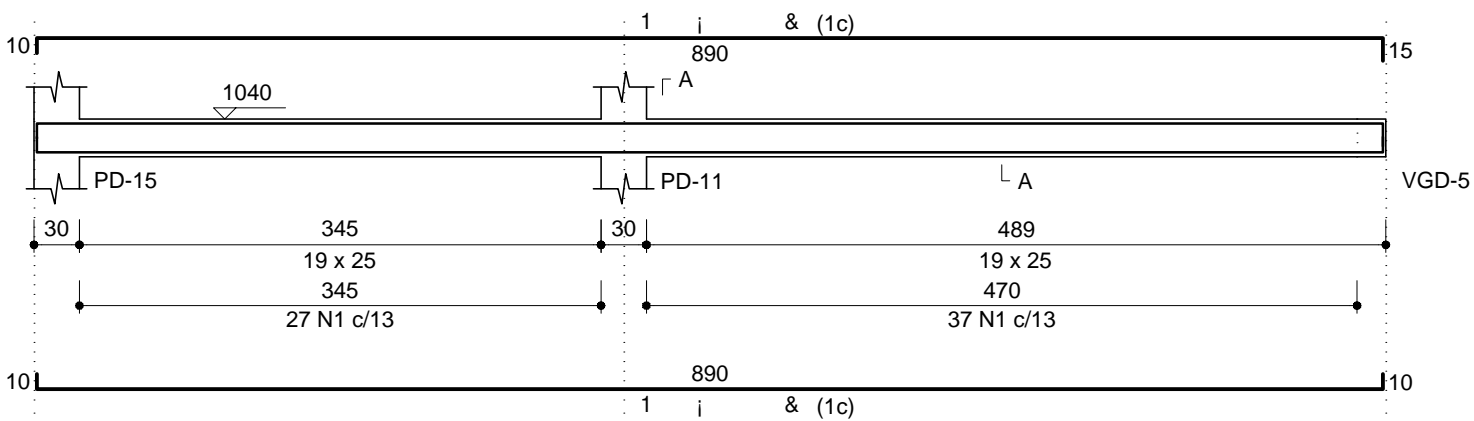 1 ¡ & (1c)
10 890 15
A
1040
PD-15 PD-11 A VGD-5
30 345 30 489
19 x 25 19 x 25
345 470
27 N1 c/13 37 N1 c/13
10 890 10
1 ¡ & (1c)